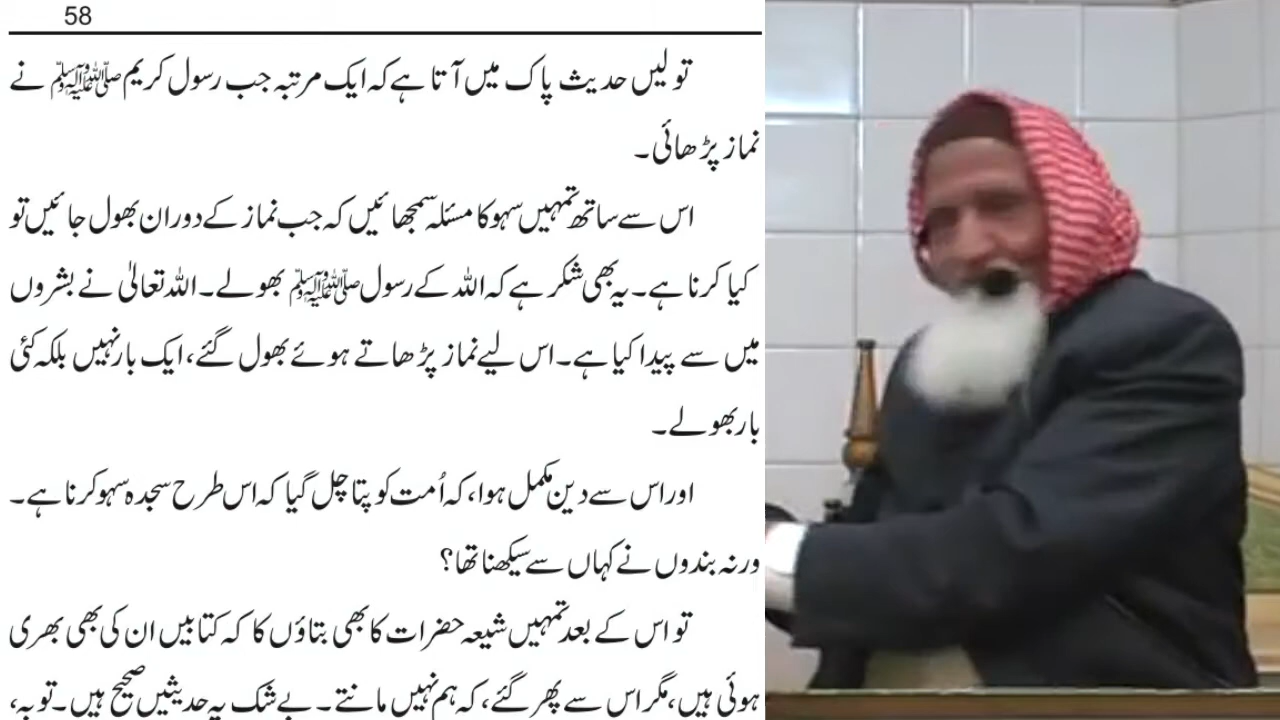 58
تو لیں حدیث پاک میں آتا ہے کہ ایک مرتبہ جب رسول کریم ﷺ نے
نماز پڑھائی۔
اس سے ساتھ تمہیں سہو کا مسئلہ سمجھائیں کہ جب نماز کے دوران بھول جائیں تو
کیا کرنا ہے۔ یہ بھی شکر ہے کہ اللہ کے رسول ﷺ بھولے۔ اللہ تعالیٰ نے بشروں
میں سے پیدا کیا ہے۔ اس لیے نماز پڑھاتے ہوئے بھول گئے، ایک بار نہیں بلکہ کئی
بار بھولے۔
اور اس سے دین مکمل ہوا، کہ اُمت کو پتا چل گیا کہ اس طرح سجدہ سہو کرنا ہے۔
ورنہ بندوں نے کہاں سے سیکھنا تھا؟
تو اس کے بعد تمہیں شیعہ حضرات کا بھی بتاؤں کا کہ کتابیں ان کی بھی بھری
ہوئی ہیں، مگر اس سے پھر گئے، کہ ہم نہیں مانتے۔ بے شک یہ حدیثیں صحیح ہیں۔ توبہ،